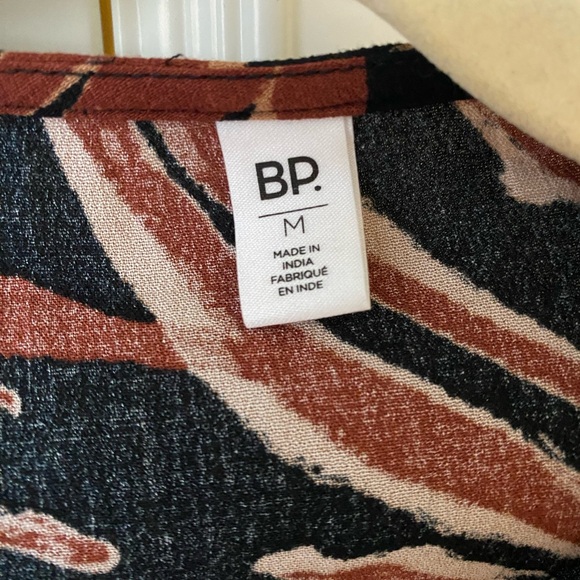 BP.
M
MADE IN
INDIA
FABRIQUÉ
EN INDE